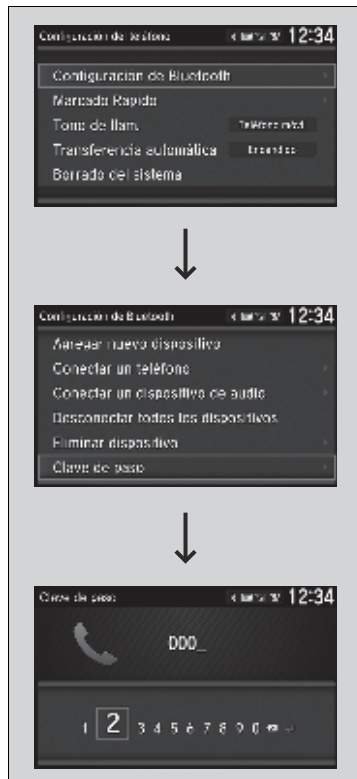 Configuración de teléfono 12:34
Configuración de Bluetooth
Marcado Rápido
Tono de llam. Teléfono móvil
Transferencia automática Encendido
Borrado del sistema
Configuración de Bluetooth 12:34
Agregar nuevo dispositivo
Conectar un teléfono
Conectar un dispositivo de audio
Desconectar todos los dispositivos
Eliminar dispositivo
Clave de paso
Clave de paso 12:34
000_
1 2 3 4 5 6 7 8 9 0